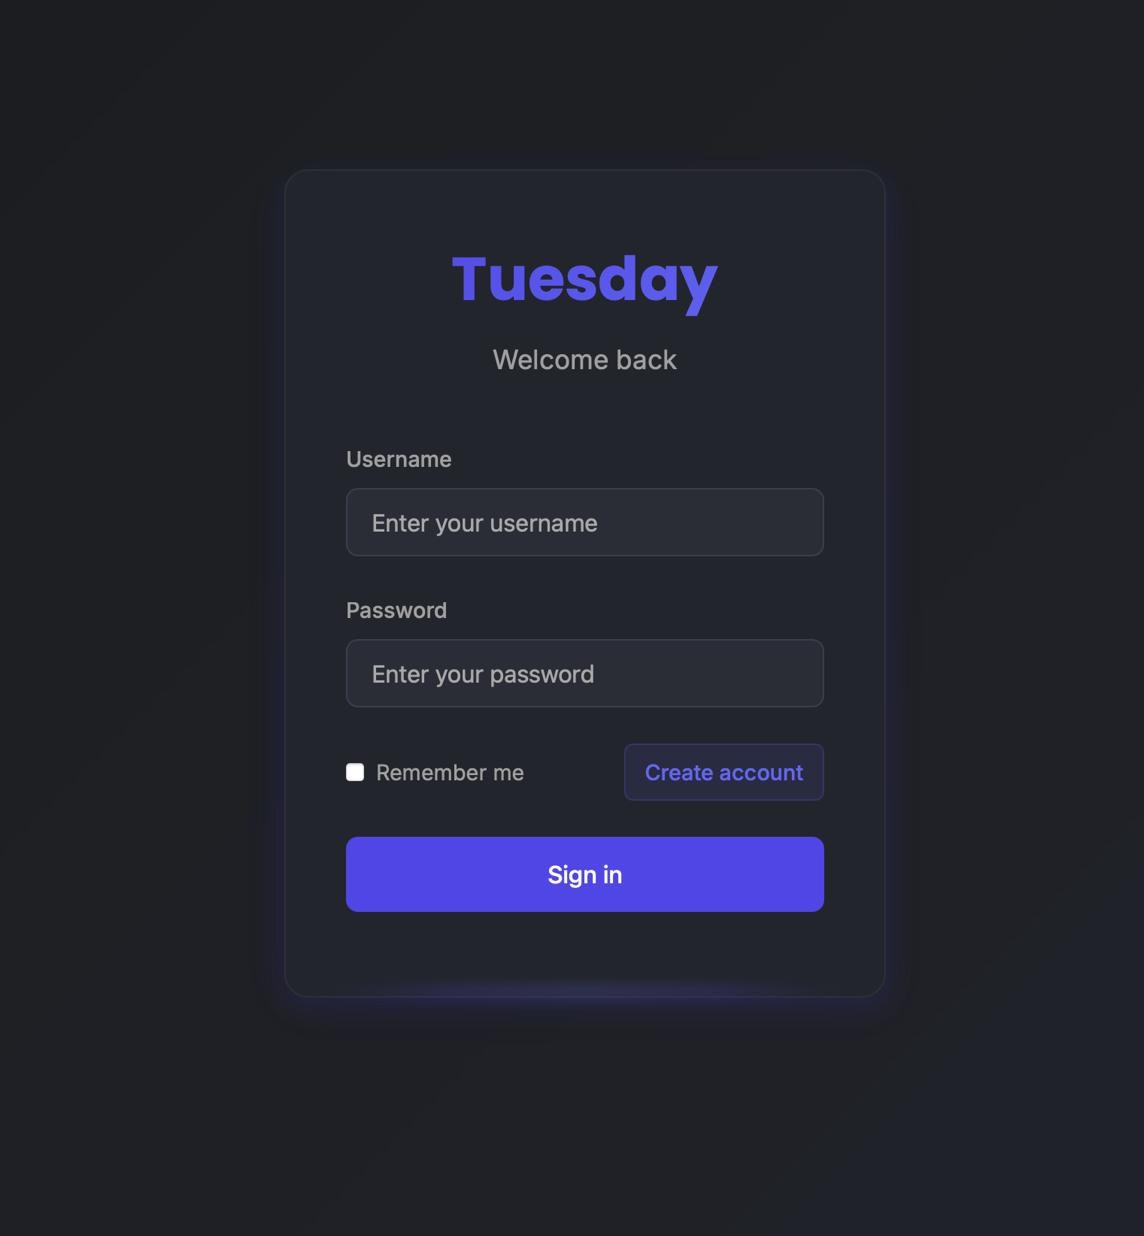 Tuesday
Welcome back
Username
Enter your username
Password
Enter your password
Remember me
Create account
Sign in